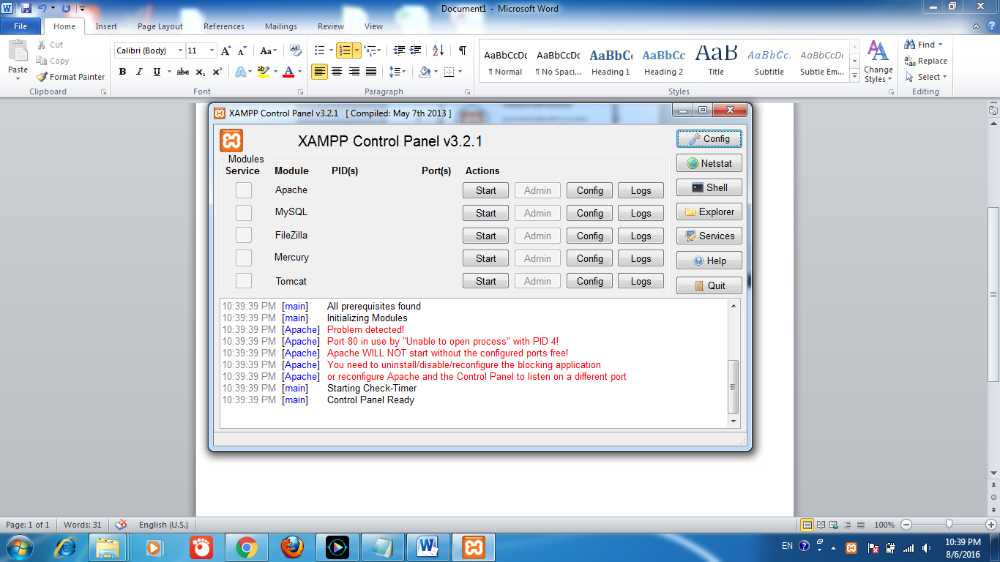 Document1 - Microsoft Word
File Home Insert Page Layout References Mailings Review View
Paste
Cut
Copy
Format Painter
Clipboard
Calibri (Body) 11
Font
Paragraph
AaBbCcDc AaBbCcDc AaBbCc AaBbCc AaB AaBbCc. AaBbCcDc
¶ Normal ¶ No Spaci... Heading 1 Heading 2 Title Subtitle Subtle Em...
Change
Styles
Styles
Find
Replace
Select
Editing
XAMPP Control Panel v3.2.1 [ Compiled: May 7th 2013 ]
XAMPP Control Panel v3.2.1
Modules
Service Module PID(s) Port(s) Actions
Apache Start Admin Config Logs
MySQL Start Admin Config Logs
FileZilla Start Admin Config Logs
Mercury Start Admin Config Logs
Tomcat Start Admin Config Logs
Config
Netstat
Shell
Explorer
Services
Help
Quit
10:39:39 PM [main] All prerequisites found
10:39:39 PM [main] Initializing Modules
10:39:39 PM [Apache] Problem detected!
10:39:39 PM [Apache] Port 80 in use by "Unable to open process" with PID 4!
10:39:39 PM [Apache] Apache WILL NOT start without the configured ports free!
10:39:39 PM [Apache] You need to uninstall/disable/reconfigure the blocking application
10:39:39 PM [Apache] or reconfigure Apache and the Control Panel to listen on a different port
10:39:39 PM [main] Starting Check-Timer
10:39:39 PM [main] Control Panel Ready
Page: 1 of 1 Words: 31 English (U.S.) 100%
EN 10:39 PM
8/6/2016